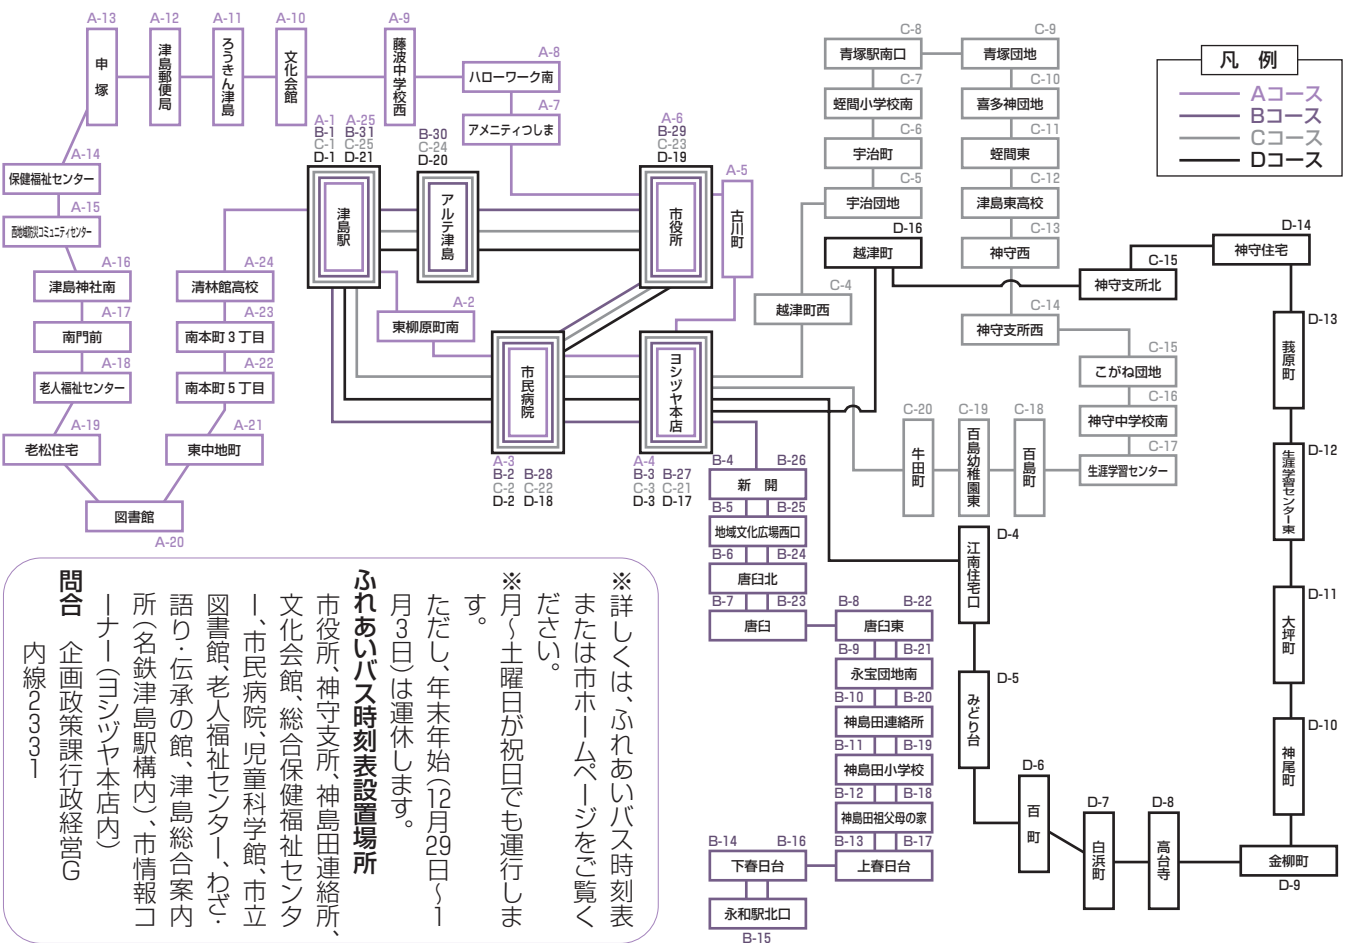 A-13
A-12
A-11
A-10
A-9
申塚
津島郵便局
ろうきん津島
文化会館
藤波中学校西
A-8
ハローワーク南
A-7
アメニティつしま
A-14
保健福祉センター
A-15
西地域防災コミュニティセンター
A-16
津島神社南
A-17
南門前
A-18
老人福祉センター
A-19
老松住宅
A-24
清林館高校
A-23
南本町3丁目
A-22
南本町5丁目
A-21
東中地町
図書館
A-20
A-1 A-25
B-1 B-31
C-1 C-25
D-1 D-21
津島駅
B-30
C-24
D-20
アルテ津島
A-6
B-29
C-23
D-19
市役所
A-5
古川町
A-2
東柳原町南
市民病院
A-3
B-2 B-28
C-2 C-22
D-2 D-18
ヨシヅヤ本店
A-4
B-3 B-27
C-3 C-21
D-3 D-17
C-8
青塚駅南口
C-7
蛭間小学校南
C-6
宇治町
C-5
宇治団地
D-16
越津町
C-4
越津町西
C-9
青塚団地
C-10
喜多神団地
C-11
蛭間東
C-12
津島東高校
C-13
神守西
C-14
神守支所西
C-15
神守支所北
C-15
こがね団地
C-16
神守中学校南
C-17
生涯学習センター
C-20
牛田町
C-19
百島幼稚園東
C-18
百島町
凡 例
Aコース
Bコース
Cコース
Dコース
D-14
神守住宅
D-13
莪原町
D-12
生涯学習センター東
D-11
大坪町
D-10
神尾町
金柳町
D-9
D-8
高台寺
D-7
白浜町
D-6
百町
D-5
みどり台
D-4
江南住宅口
B-4 B-26
新 開
B-5 B-25
地域文化広場西口
B-6 B-24
唐臼北
B-7 B-23
唐臼
B-8 B-22
唐臼東
B-9 B-21
永宝団地南
B-10 B-20
神島田連絡所
B-11 B-19
神島田小学校
B-12 B-18
神島田祖父母の家
B-13 B-17
上春日台
B-14 B-16
下春日台
永和駅北口
B-15
※詳しくは、ふれあいバス時刻表
または市ホームページをご覧く
ださい。
※月～土曜日が祝日でも運行しま
す。
ただし、年末年始(12月29日～1
月3日)は運休します。
ふれあいバス時刻表設置場所
市役所、神守支所、神島田連絡所、
文化会館、総合保健福祉センタ
ー、市民病院、児童科学館、市立
図書館、老人福祉センター、わざ・
語り・伝承の館、津島総合案内
所(名鉄津島駅構内)、市情報コ
ーナー(ヨシヅヤ本店内)
問合 企画政策課行政経営G
内線2331